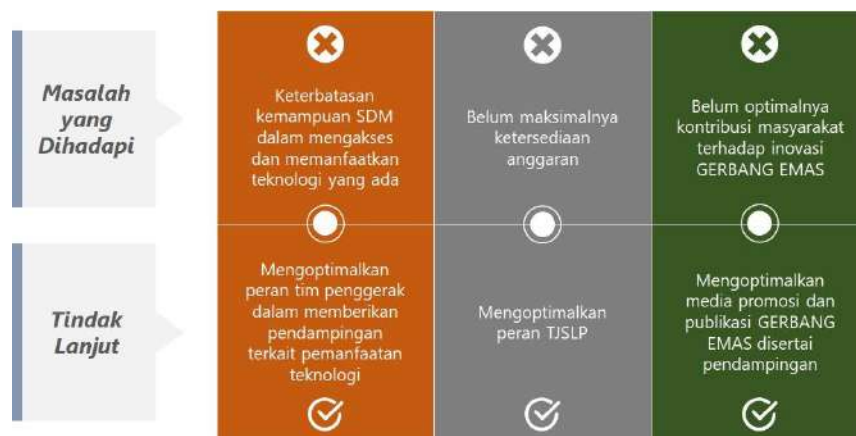 Masalah
yang
Dihadapi
Keterbatasan
kemampuan SDM
dalam mengakses
dan memanfaatkan
teknologi yang ada
Belum maksimalnya
ketersediaan
anggaran
Belum optimalnya
kontribusi masyarakat
terhadap inovasi
GERBANG EMAS
Tindak
Lanjut
Mengoptimalkan
peran tim penggerak
dalam memberikan
pendampingan
terkait pemanfaatan
teknologi
Mengoptimalkan
peran TJSLP
Mengoptimalkan
media promosi dan
publikasi GERBANG
EMAS disertai
pendampingan